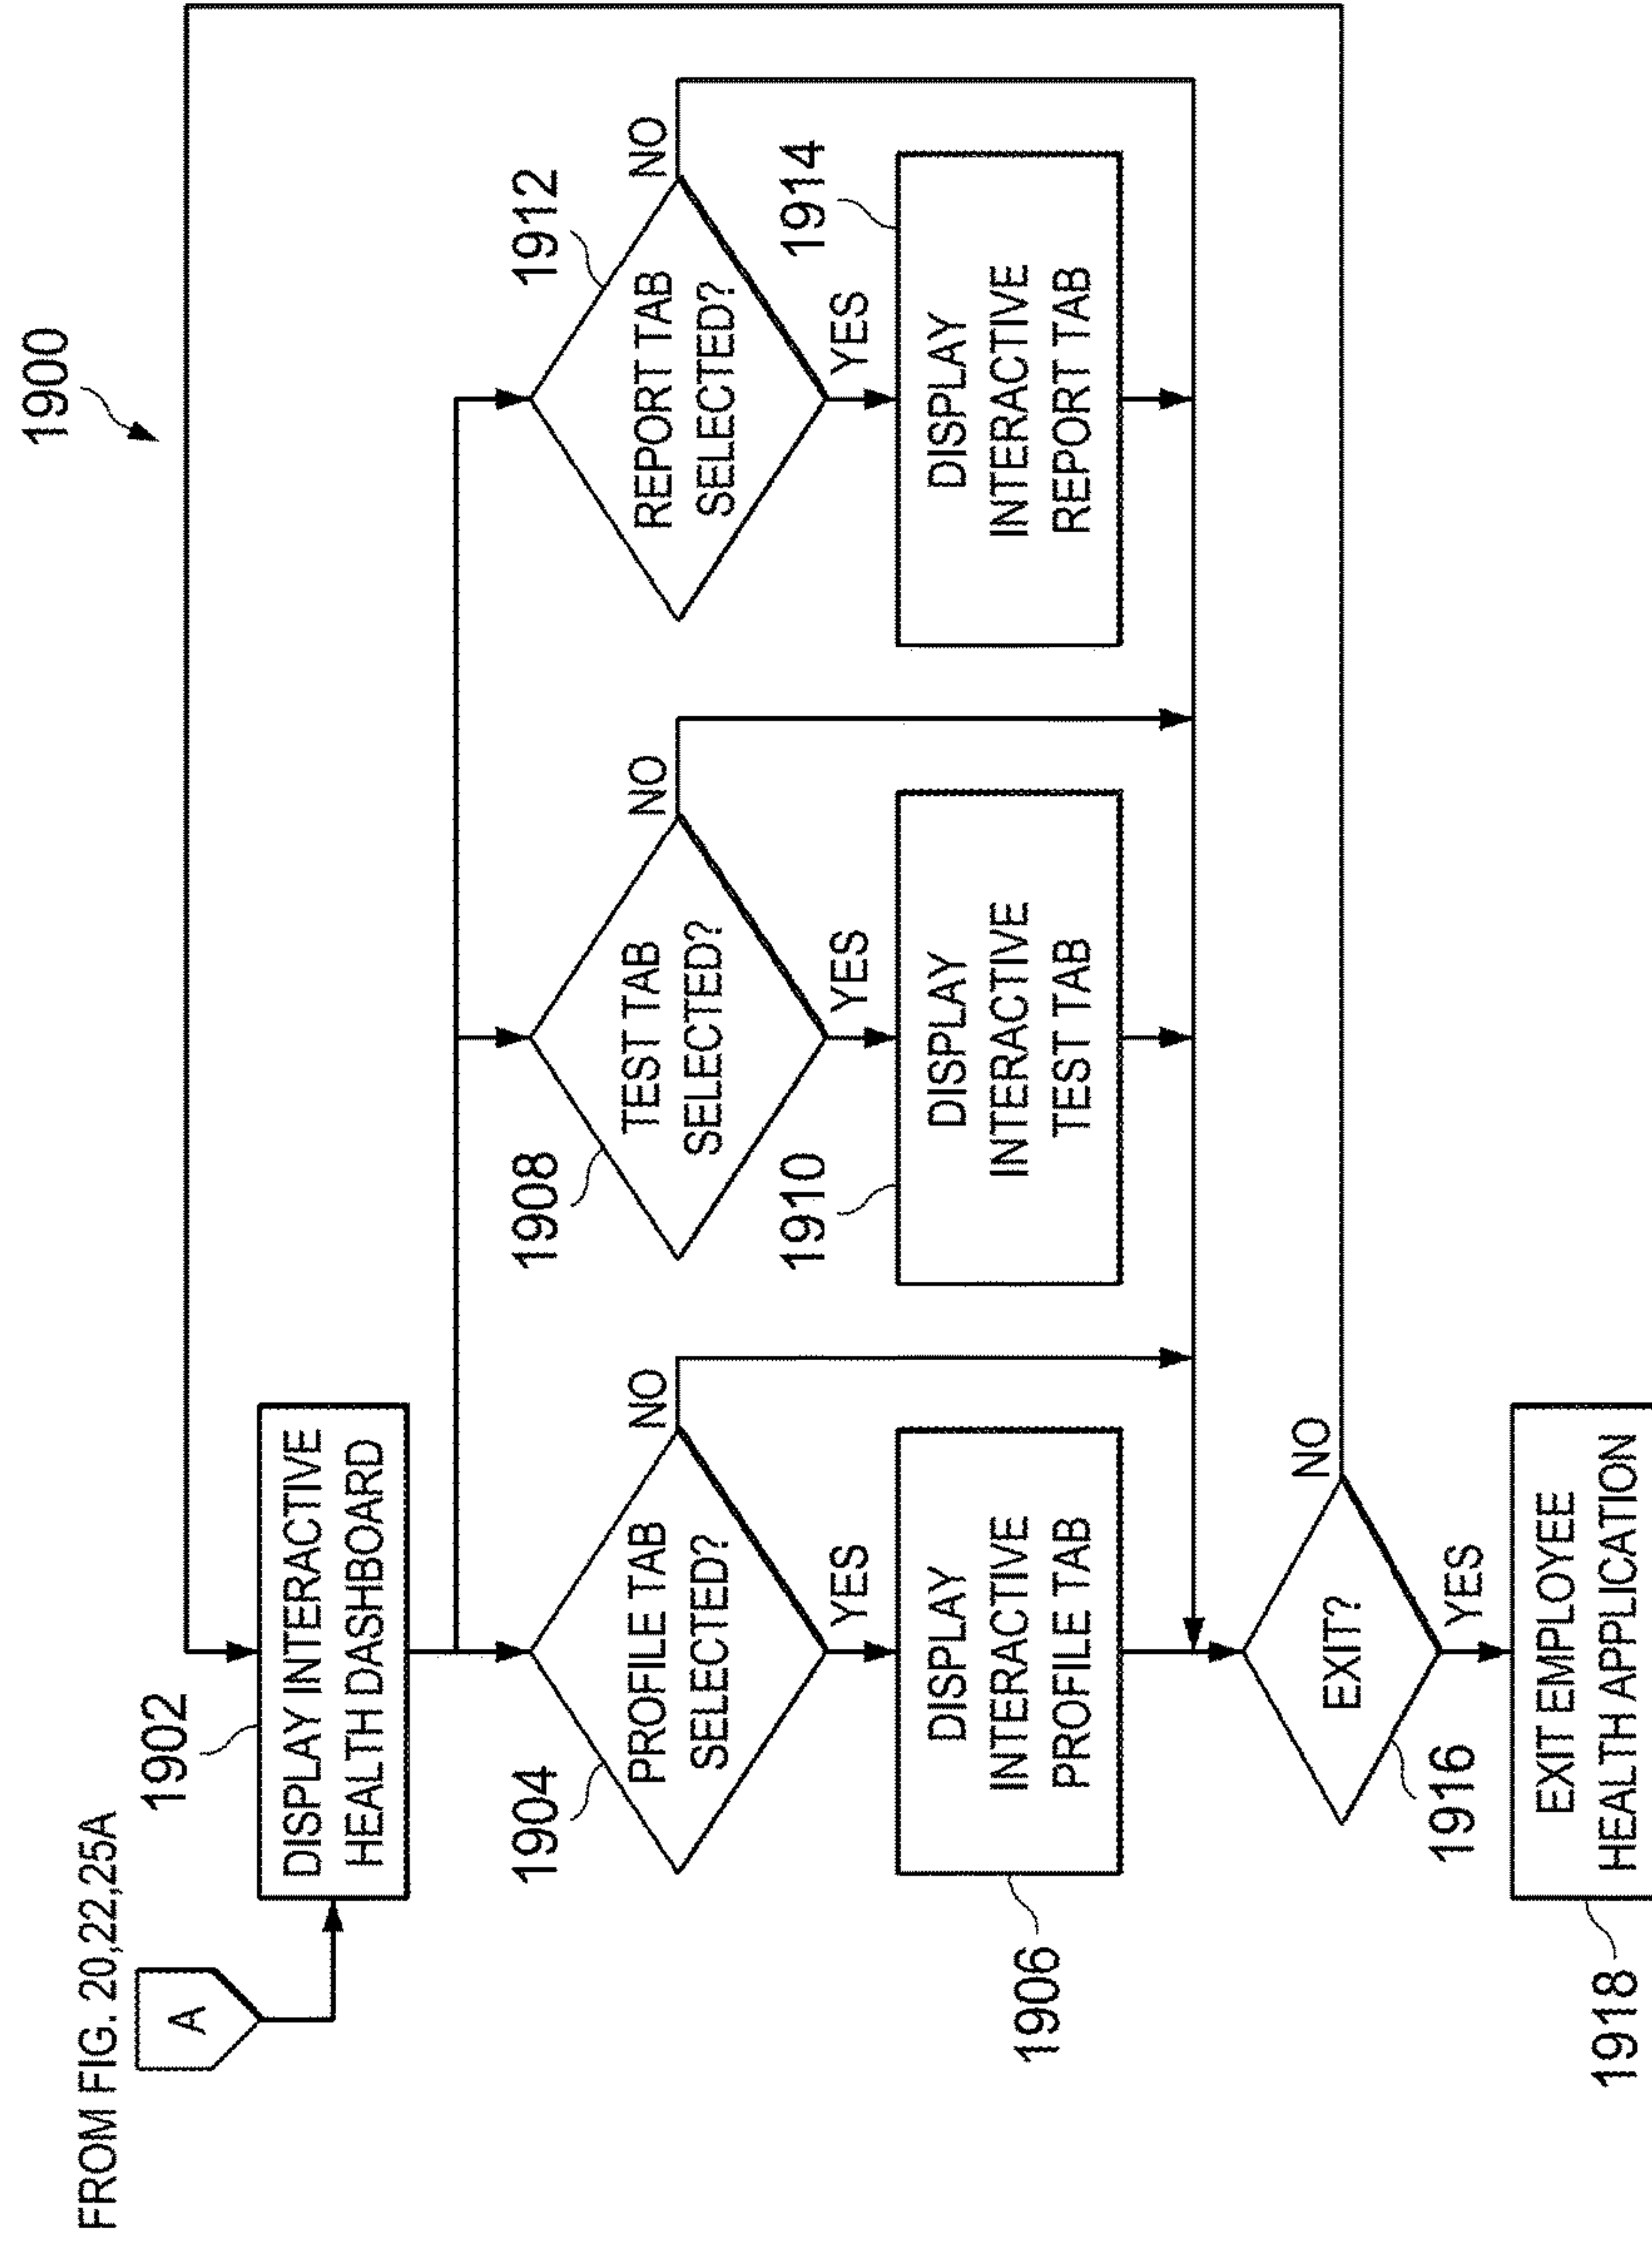 1900
FROM FIG. 20,22,25A
A
1902
DISPLAY INTERACTIVE
HEALTH DASHBOARD
1904
PROFILE TAB
SELECTED?
NO
YES
1908
TEST TAB
SELECTED?
NO
YES
1912
REPORT TAB
SELECTED?
NO
YES
1906
DISPLAY
INTERACTIVE
PROFILE TAB
1910
DISPLAY
INTERACTIVE
TEST TAB
1914
DISPLAY
INTERACTIVE
REPORT TAB
1916
EXIT?
NO
YES
1918
EXIT EMPLOYEE
HEALTH APPLICATION